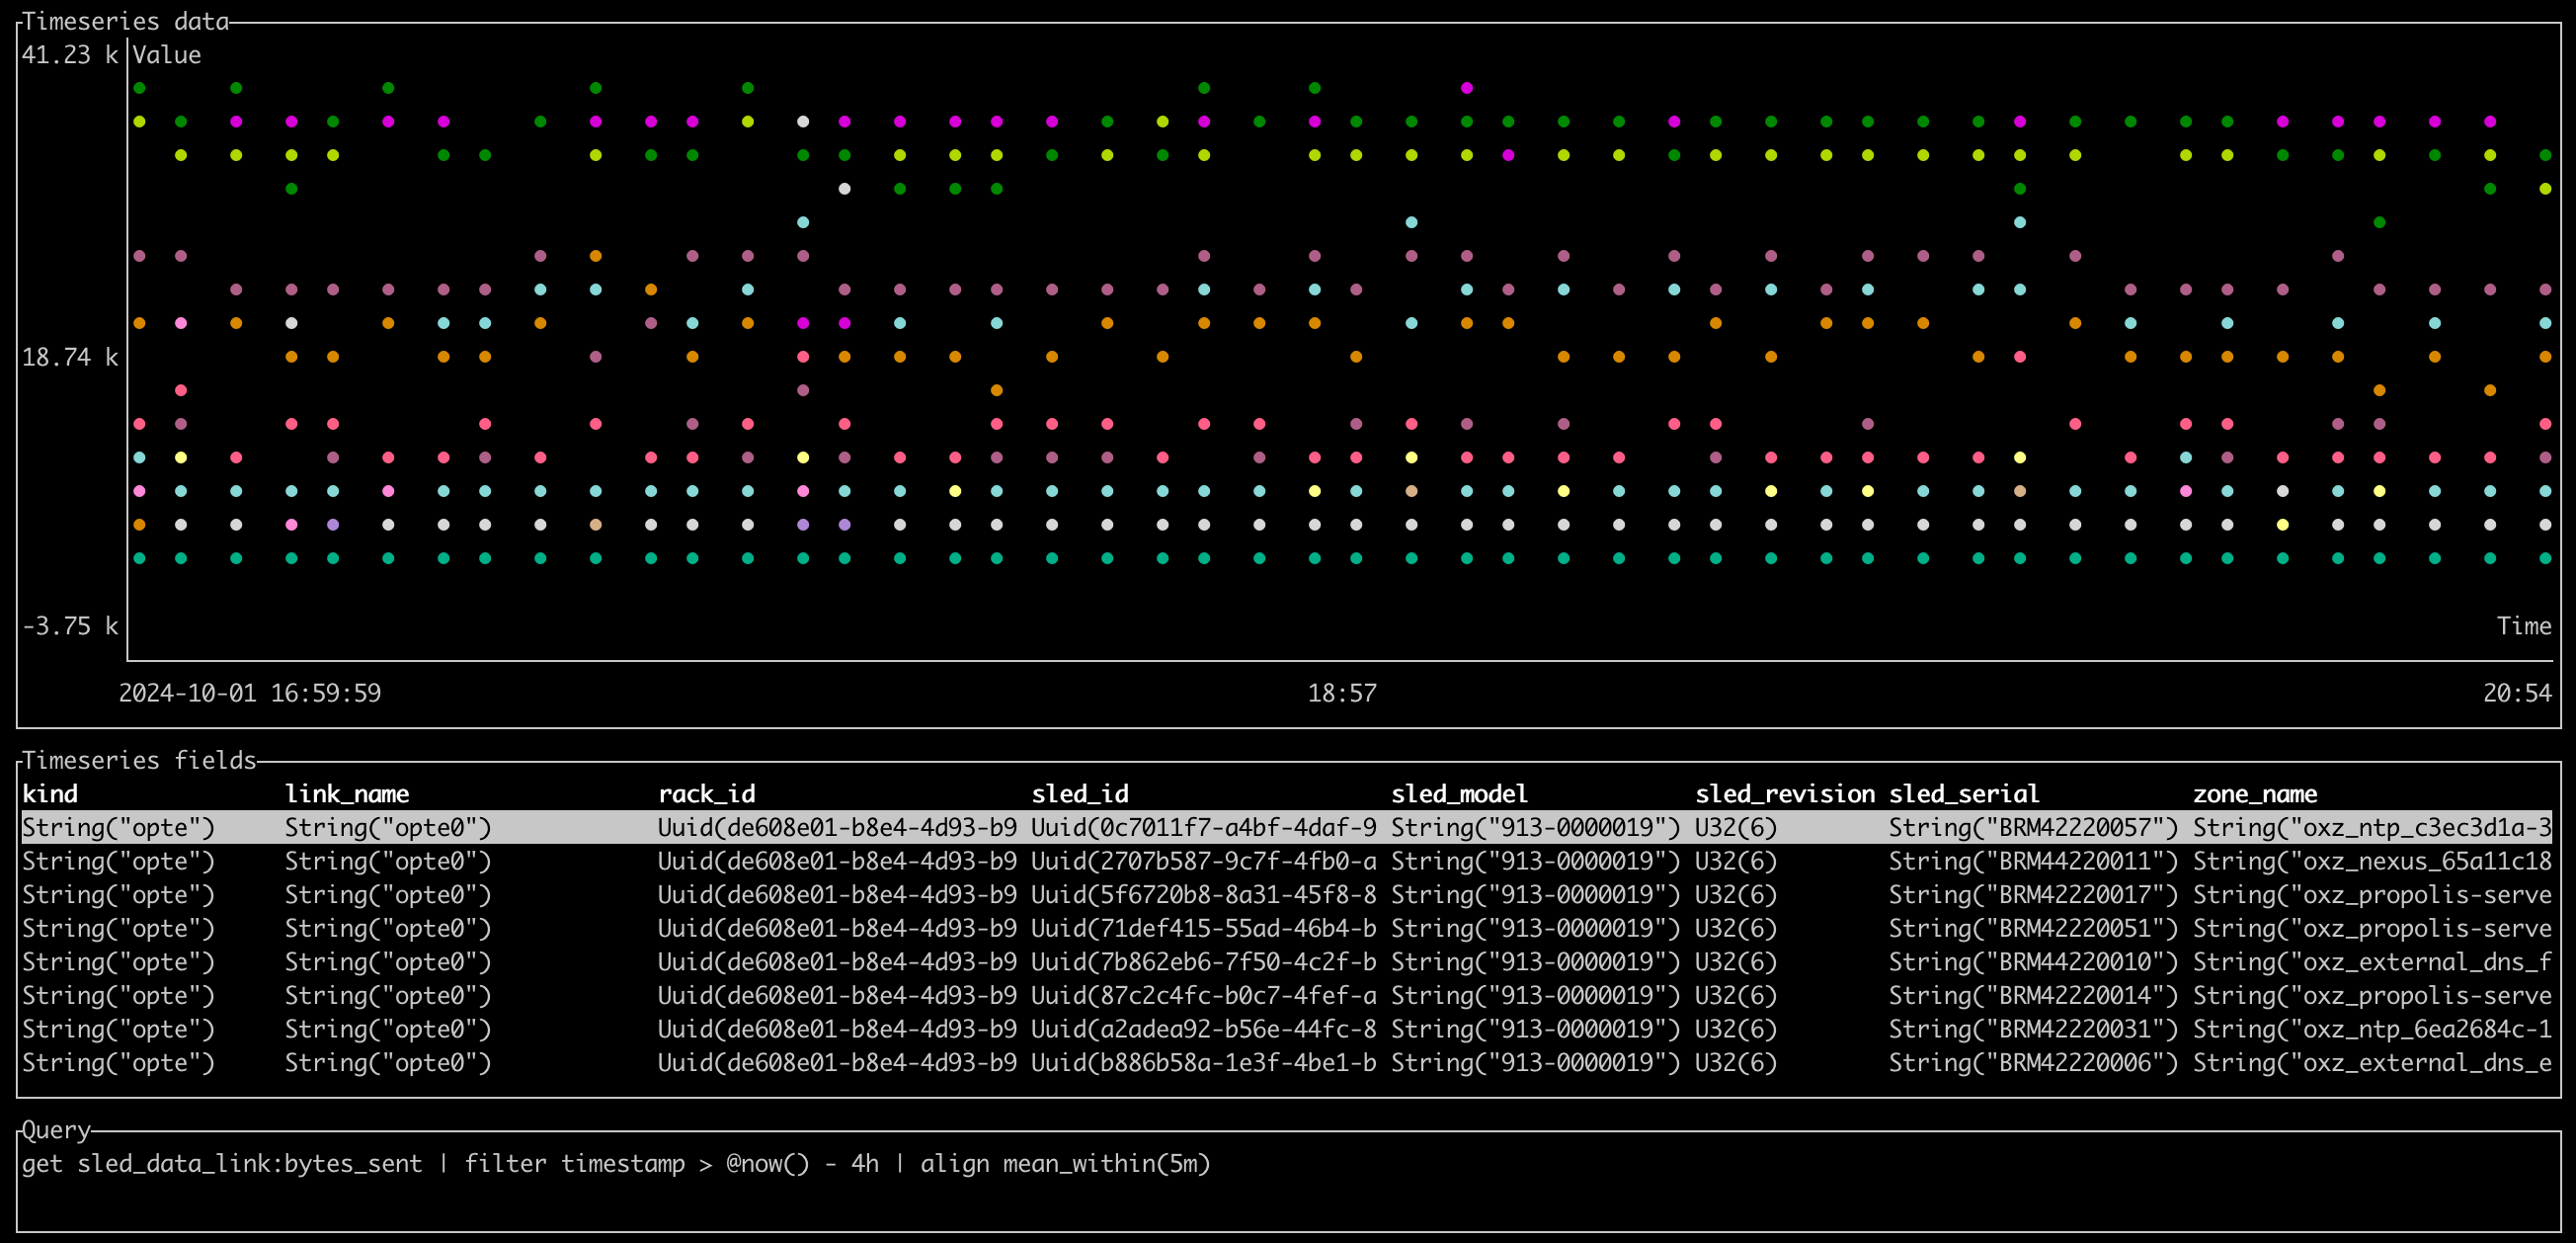 Timeseries data
41.23 k Value
18.74 k
-3.75 k Time
2024-10-01 16:59:59 18:57 20:54
Timeseries fields
kind link_name rack_id sled_id sled_model sled_revision sled_serial zone_name
String("opte") String("opte0") Uuid(de608e01-b8e4-4d93-b9 Uuid(0c7011f7-a4bf-4daf-9 String("913-0000019") U32(6) String("BRM42220057") String("oxz_ntp_c3ec3d1a-3
String("opte") String("opte0") Uuid(de608e01-b8e4-4d93-b9 Uuid(2707b587-9c7f-4fb0-a String("913-0000019") U32(6) String("BRM44220011") String("oxz_nexus_65a11c18
String("opte") String("opte0") Uuid(de608e01-b8e4-4d93-b9 Uuid(5f6720b8-8a31-45f8-8 String("913-0000019") U32(6) String("BRM42220017") String("oxz_propolis-serve
String("opte") String("opte0") Uuid(de608e01-b8e4-4d93-b9 Uuid(71def415-55ad-46b4-b String("913-0000019") U32(6) String("BRM42220051") String("oxz_propolis-serve
String("opte") String("opte0") Uuid(de608e01-b8e4-4d93-b9 Uuid(7b862eb6-7f50-4c2f-b String("913-0000019") U32(6) String("BRM44220010") String("oxz_external_dns_f
String("opte") String("opte0") Uuid(de608e01-b8e4-4d93-b9 Uuid(87c2c4fc-b0c7-4fef-a String("913-0000019") U32(6) String("BRM42220014") String("oxz_propolis-serve
String("opte") String("opte0") Uuid(de608e01-b8e4-4d93-b9 Uuid(a2adea92-b56e-44fc-8 String("913-0000019") U32(6) String("BRM42220031") String("oxz_ntp_6ea2684c-1
String("opte") String("opte0") Uuid(de608e01-b8e4-4d93-b9 Uuid(b886b58a-1e3f-4be1-b String("913-0000019") U32(6) String("BRM42220006") String("oxz_external_dns_e
Query
get sled_data_link:bytes_sent | filter timestamp > @now() - 4h | align mean_within(5m)